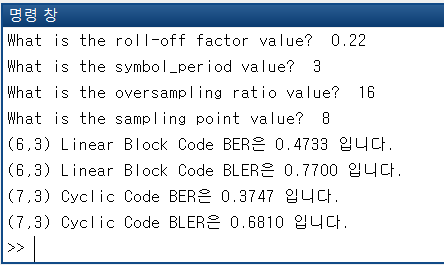 명령 창
What is the roll-off factor value?  0.22
What is the symbol_period value?  3
What is the oversampling ratio value?  16
What is the sampling point value?  8
(6,3) Linear Block Code BER은 0.4733 입니다.
(6,3) Linear Block Code BLER은 0.7700 입니다.
(7,3) Cyclic Code BER은 0.3747 입니다.
(7,3) Cyclic Code BLER은 0.6810 입니다.
>>